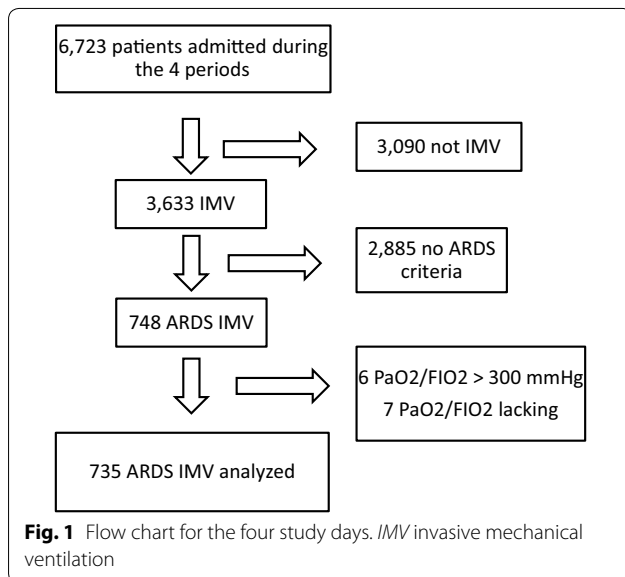 6,723 patients admitted during
the 4 periods
3,090 not IMV
3,633 IMV
2,885 no ARDS
criteria
748 ARDS IMV
6 PaO2/FIO2 > 300 mmHg
7 PaO2/FIO2 lacking
735 ARDS IMV analyzed
Fig. 1 Flow chart for the four study days. IMV invasive mechanical
ventilation